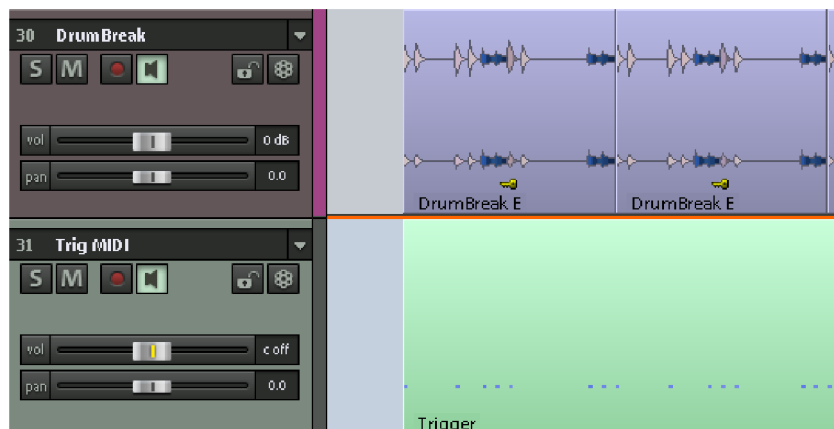 30 DrumBreak
S M
vol 0 dB
pan 0.0
DrumBreak E DrumBreak E
31 Trig MIDI
S M
vol c off
pan 0.0
Trigger